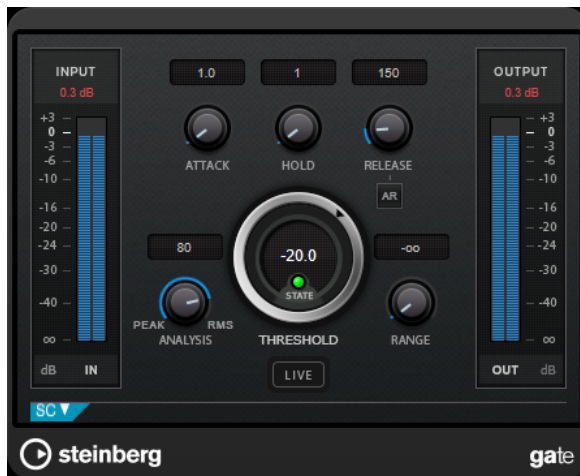 INPUT
0.3 dB
1.0
1
150
OUTPUT
0.3 dB
+3
0
-3
-6
-10
-16
-20
-24
-30
-40
∞
dB
IN
ATTACK
HOLD
RELEASE
AR
80
-20.0
STATE
-∞
PEAK
RMS
ANALYSIS
THRESHOLD
RANGE
LIVE
+3
0
-3
-6
-10
-16
-20
-24
-30
-40
∞
OUT
dB
SC
steinberg
gate